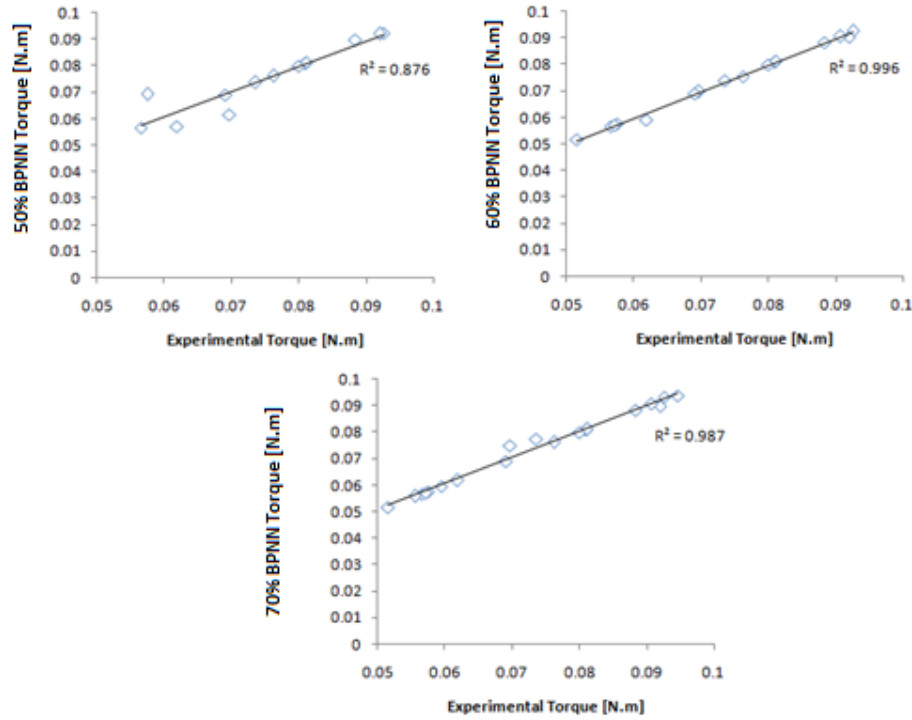 50% BPNN Torque [N.m]
0.1
0.09
0.08
0.07
0.06
0.05
0.04
0.03
0.02
0.01
0
R² = 0.876
0.05 0.06 0.07 0.08 0.09 0.1
Experimental Torque [N.m]
60% BPNN Torque [N.m]
0.1
0.09
0.08
0.07
0.06
0.05
0.04
0.03
0.02
0.01
0
R² = 0.996
0.05 0.06 0.07 0.08 0.09 0.1
Experimental Torque [N.m]
70% BPNN Torque [N.m]
0.1
0.09
0.08
0.07
0.06
0.05
0.04
0.03
0.02
0.01
0
R² = 0.987
0.05 0.06 0.07 0.08 0.09 0.1
Experimental Torque [N.m]